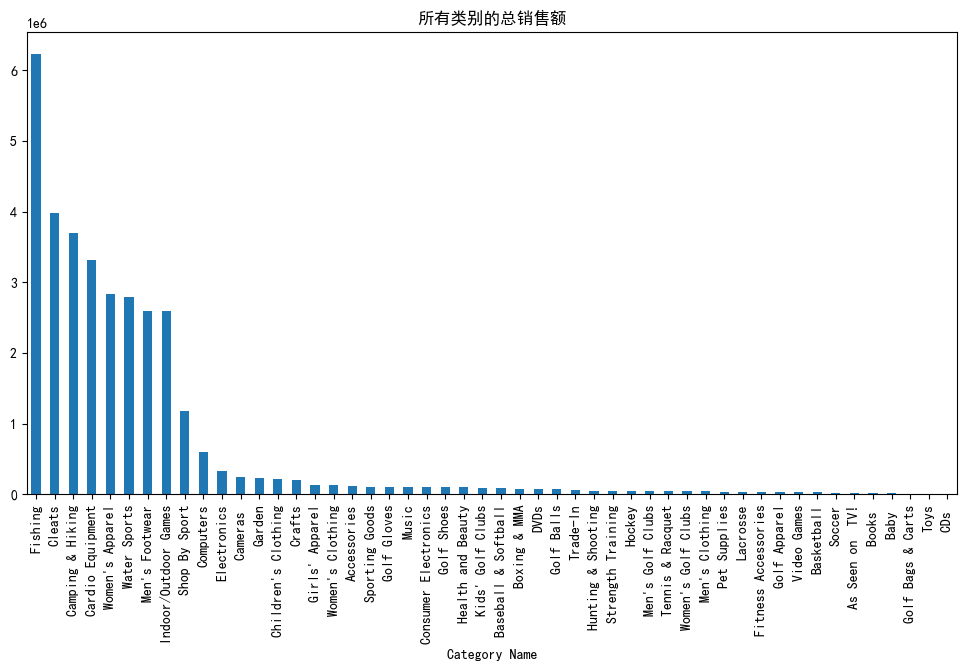 所有类别的总销售额
1e6
6
5
4
3
2
1
0
Fishing
Cleats
Camping & Hiking
Cardio Equipment
Women's Apparel
Water Sports
Men's Footwear
Indoor/Outdoor Games
Shop By Sport
Computers
Electronics
Cameras
Garden
Children's Clothing
Crafts
Girls' Apparel
Women's Clothing
Accessories
Sporting Goods
Golf Gloves
Music
Consumer Electronics
Golf Shoes
Health and Beauty
Kids' Golf Clubs
Baseball & Softball
Boxing & MMA
DVDs
Golf Balls
Trade-In
Hunting & Shooting
Strength Training
Hockey
Men's Golf Clubs
Tennis & Racquet
Women's Golf Clubs
Men's Clothing
Pet Supplies
Lacrosse
Fitness Accessories
Golf Apparel
Video Games
Basketball
Soccer
As Seen on TV!
Books
Baby
Golf Bags & Carts
Toys
CDs
Category Name